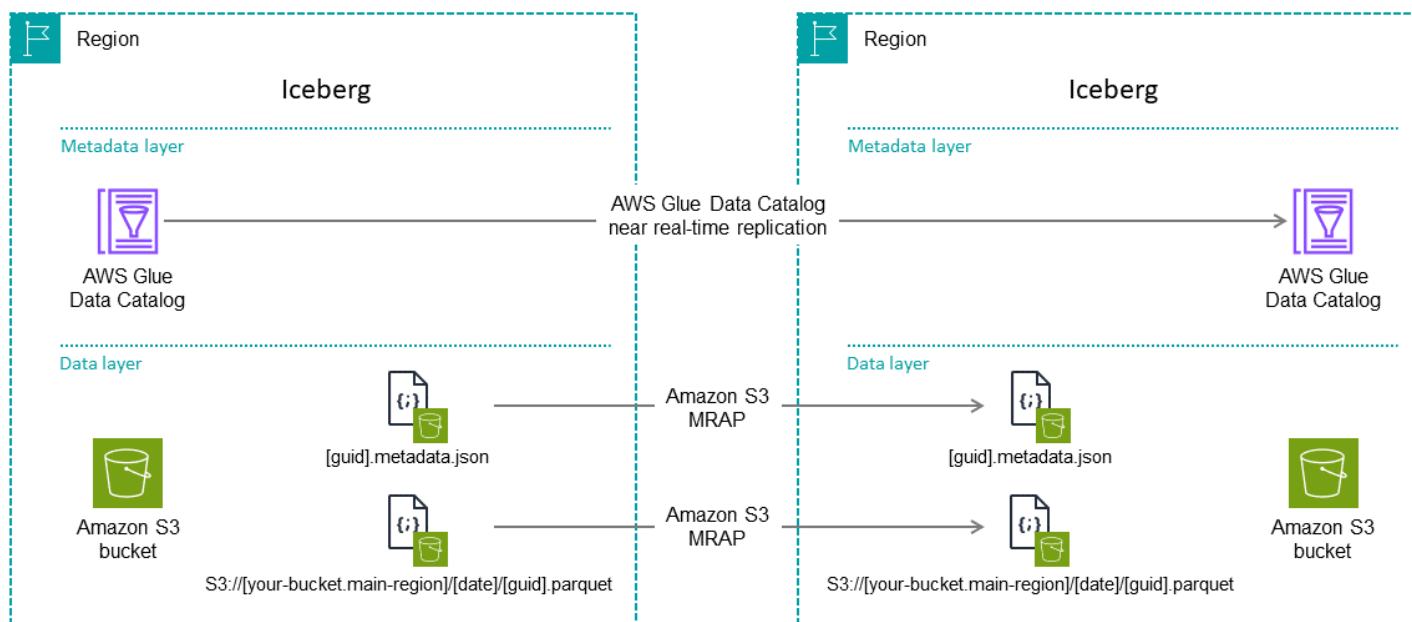 Region
Iceberg
Metadata layer
AWS Glue
Data Catalog
Data layer
[guid].metadata.json
Amazon S3
bucket
S3://[your-bucket.main-region]/[date]/[guid].parquet
AWS Glue Data Catalog
near real-time replication
Amazon S3
MRAP
Amazon S3
MRAP
Region
Iceberg
Metadata layer
AWS Glue
Data Catalog
Data layer
[guid].metadata.json
Amazon S3
bucket
S3://[your-bucket.main-region]/[date]/[guid].parquet